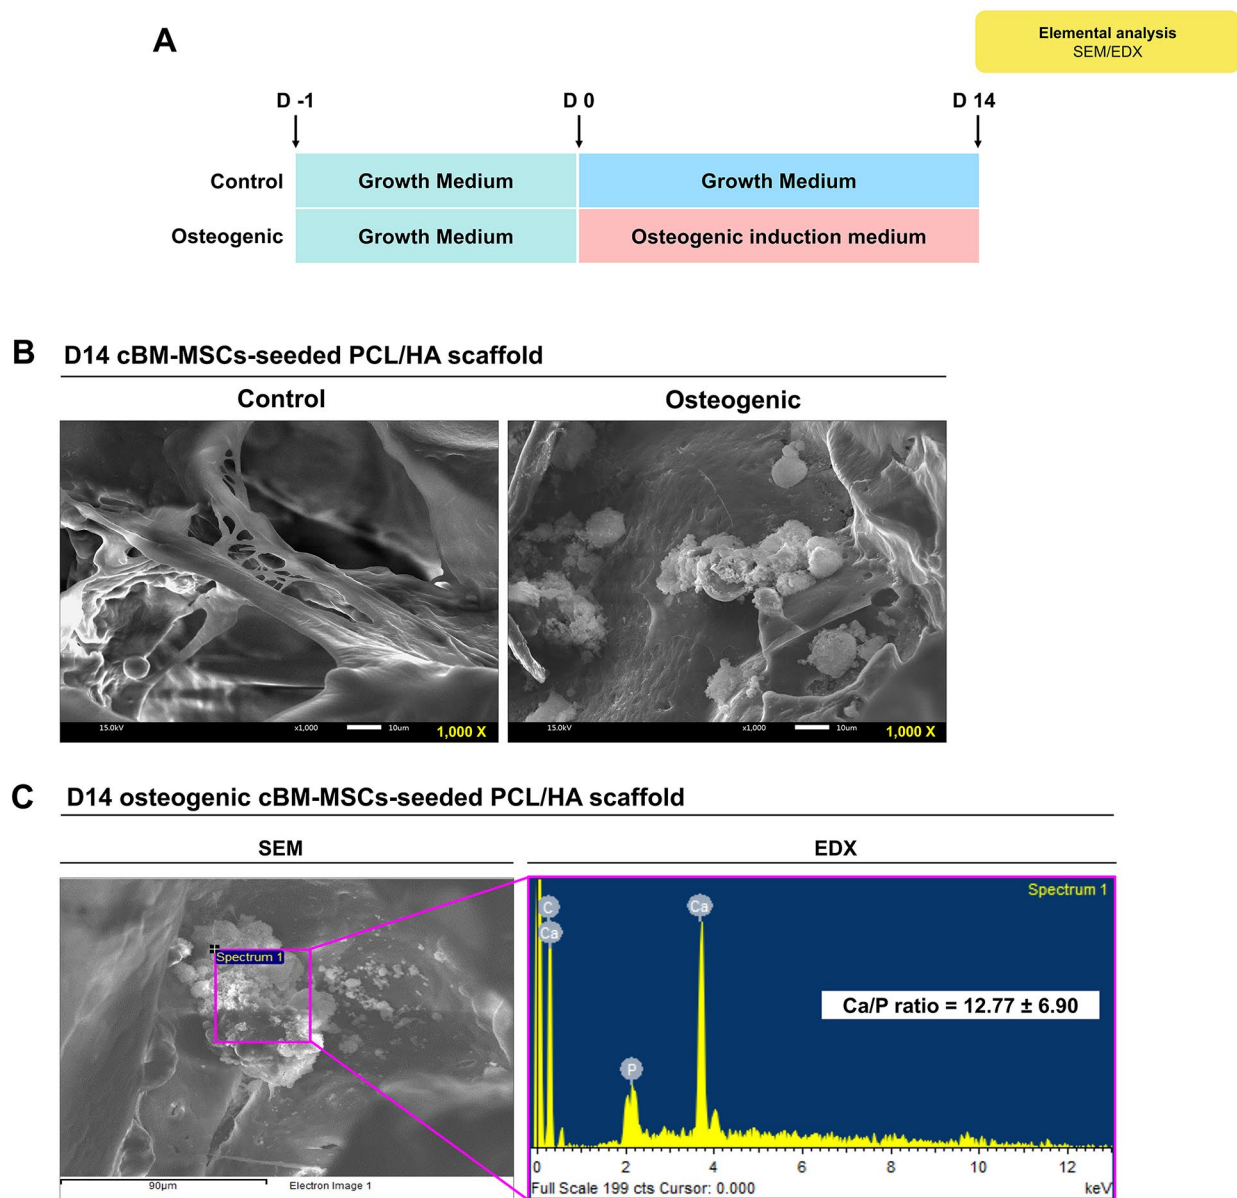 A
Elemental analysis
SEM/EDX
D -1
D 0
D 14
Control
Growth Medium
Growth Medium
Osteogenic
Growth Medium
Osteogenic induction medium
B
D14 cBM-MSCs-seeded PCL/HA scaffold
Control
Osteogenic
15.0kV x1,000 10um 1,000 X
15.0kV x1,000 10um 1,000 X
C
D14 osteogenic cBM-MSCs-seeded PCL/HA scaffold
SEM
EDX
Spectrum 1
90µm Electron Image 1
Spectrum 1
C
Ca
Ca
P
Ca/P ratio = 12.77 ± 6.90
0 2 4 6 8 10 12
Full Scale 199 cts Cursor: 0.000 keV